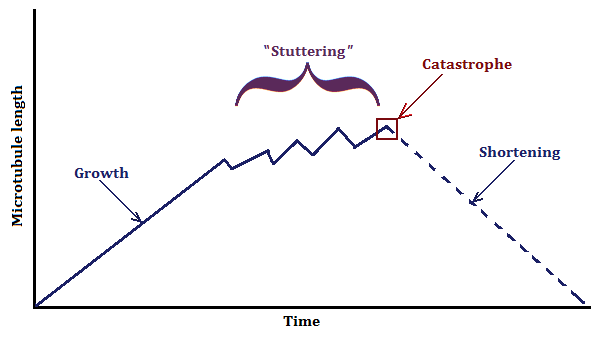 "Stuttering"
Catastrophe
Shortening
Growth
Microtubule length
Time